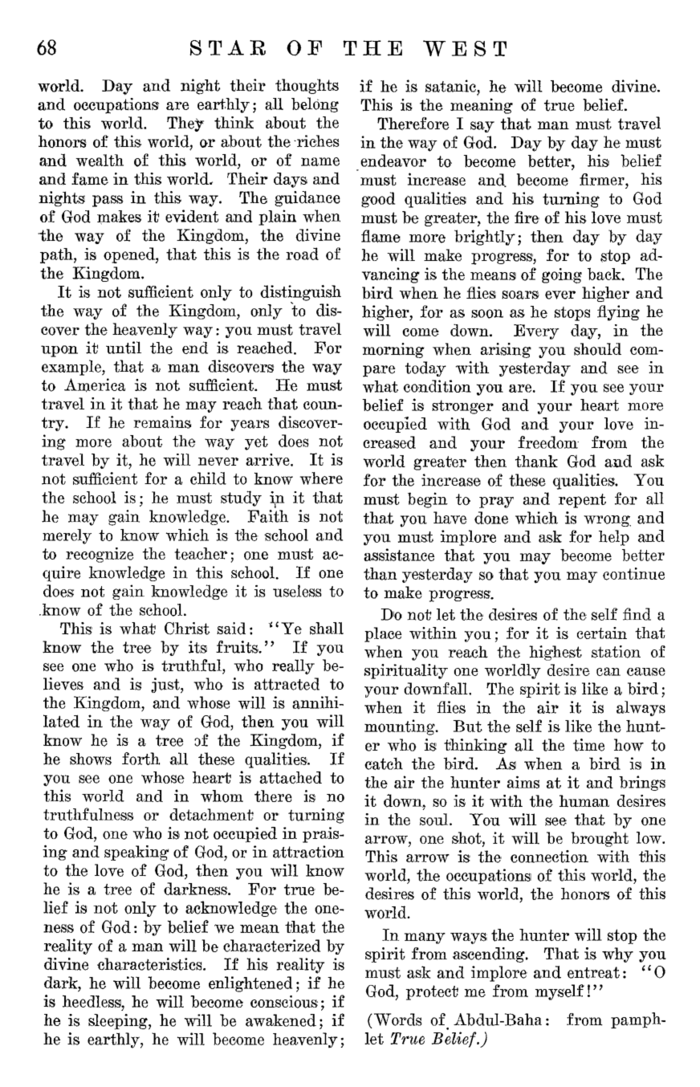 68
STAR OF THE WEST
world. Day and night their thoughts
and occupations are earthly; all belong
to this world. They think about the
honors of this world, or about the riches
and wealth of this world, or of name
and fame in this world. Their days and
nights pass in this way. The guidance
of God makes it evident and plain when
the way of the Kingdom, the divine
path, is opened, that this is the road of
the Kingdom.
It is not sufficient only to distinguish
the way of the Kingdom, only to dis-
cover the heavenly way: you must travel
upon it until the end is reached. For
example, that a man discovers the way
to America is not sufficient. He must
travel in it that he may reach that coun-
try. If he remains for years discover-
ing more about the way yet does not
travel by it, he will never arrive. It is
not sufficient for a child to know where
the school is; he must study in it that
he may gain knowledge. Faith is not
merely to know which is the school and
to recognize the teacher; one must ac-
quire knowledge in this school. If one
does not gain knowledge it is useless to
know of the school.
This is what Christ said: "Ye shall
know the tree by its fruits." If you
see one who is truthful, who really be-
lieves and is just, who is attracted to
the Kingdom, and whose will is annihi-
lated in the way of God, then you will
know he is a tree of the Kingdom, if
he shows forth all these qualities. If
you see one whose heart is attached to
this world and in whom there is no
truthfulness or detachment or turning
to God, one who is not occupied in prais-
ing and speaking of God, or in attraction
to the love of God, then you will know
he is a tree of darkness. For true be-
lief is not only to acknowledge the one-
ness of God: by belief we mean that the
reality of a man will be characterized by
divine characteristics. If his reality is
dark, he will become enlightened; if he
is heedless, he will become conscious; if
he is sleeping, he will be awakened; if
he is earthly, he will become heavenly;
if he is satanic, he will become divine.
This is the meaning of true belief.
Therefore I say that man must travel
in the way of God. Day by day he must
endeavor to become better, his belief
must increase and become firmer, his
good qualities and his turning to God
must be greater, the fire of his love must
flame more brightly; then day by day
he will make progress, for to stop ad-
vancing is the means of going back. The
bird when he flies soars ever higher and
higher, for as soon as he stops flying he
will come down. Every day, in the
morning when arising you should com-
pare today with yesterday and see in
what condition you are. If you see your
belief is stronger and your heart more
occupied with God and your love in-
creased and your freedom from the
world greater then thank God and ask
for the increase of these qualities. You
must begin to pray and repent for all
that you have done which is wrong and
you must implore and ask for help and
assistance that you may become better
than yesterday so that you may continue
to make progress.
Do not let the desires of the self find a
place within you; for it is certain that
when you reach the highest station of
spirituality one worldly desire can cause
your downfall. The spirit is like a bird;
when it flies in the air it is always
mounting. But the self is like the hunt-
er who is thinking all the time how to
catch the bird. As when a bird is in
the air the hunter aims at it and brings
it down, so is it with the human desires
in the soul. You will see that by one
arrow, one shot, it will be brought low.
This arrow is the connection with this
world, the occupations of this world, the
desires of this world, the honors of this
world.
In many ways the hunter will stop the
spirit from ascending. That is why you
must ask and implore and entreat: "O
God, protect me from myself!"
(Words of Abdul-Baha: from pamph-
let True Belief.)